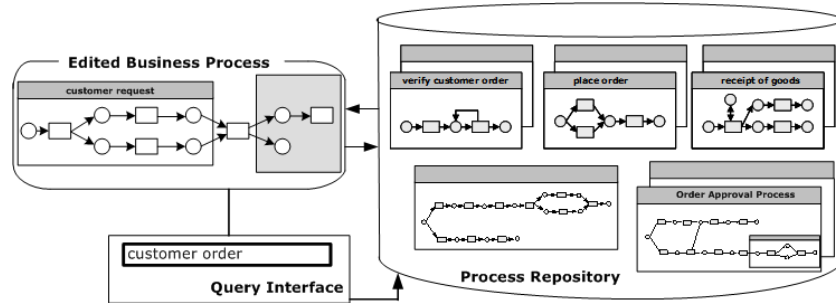 Edited Business Process
customer request
verify customer order
place order
receipt of goods
Order Approval Process
customer order
Query Interface
Process Repository